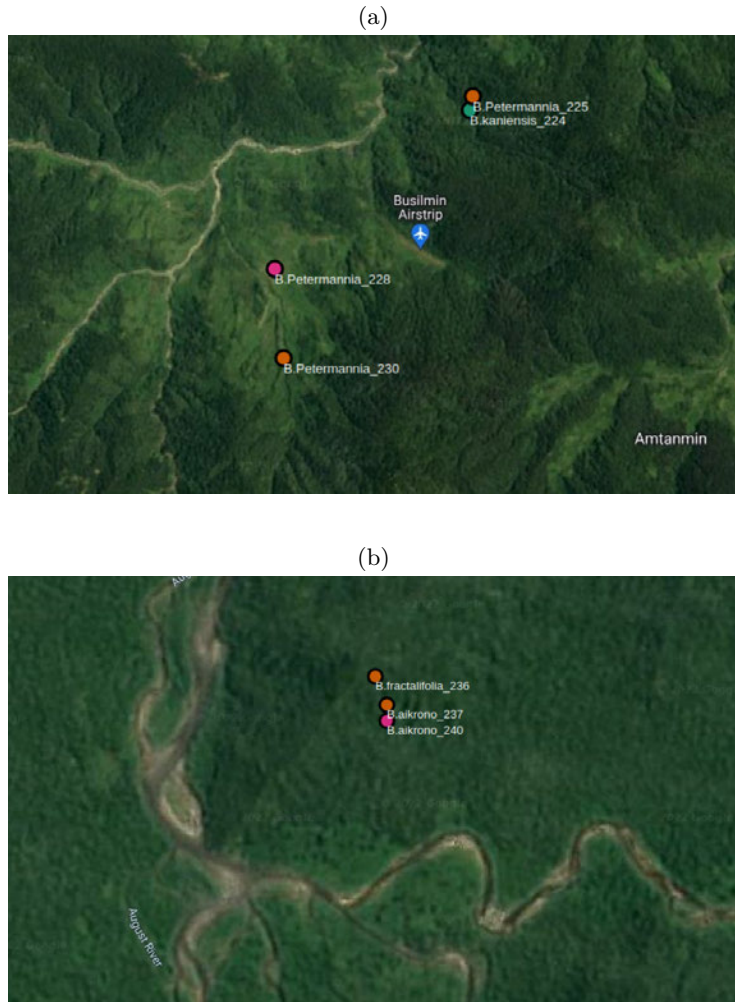 (a)
B.Petermannia_225
B.kaniensis_224
Busilmin
Airstrip
B.Petermannia_228
B.Petermannia_230
Amtanmin
(b)
B.fractalifolia_236
B.aikrono_237
B.aikrono_240
August River